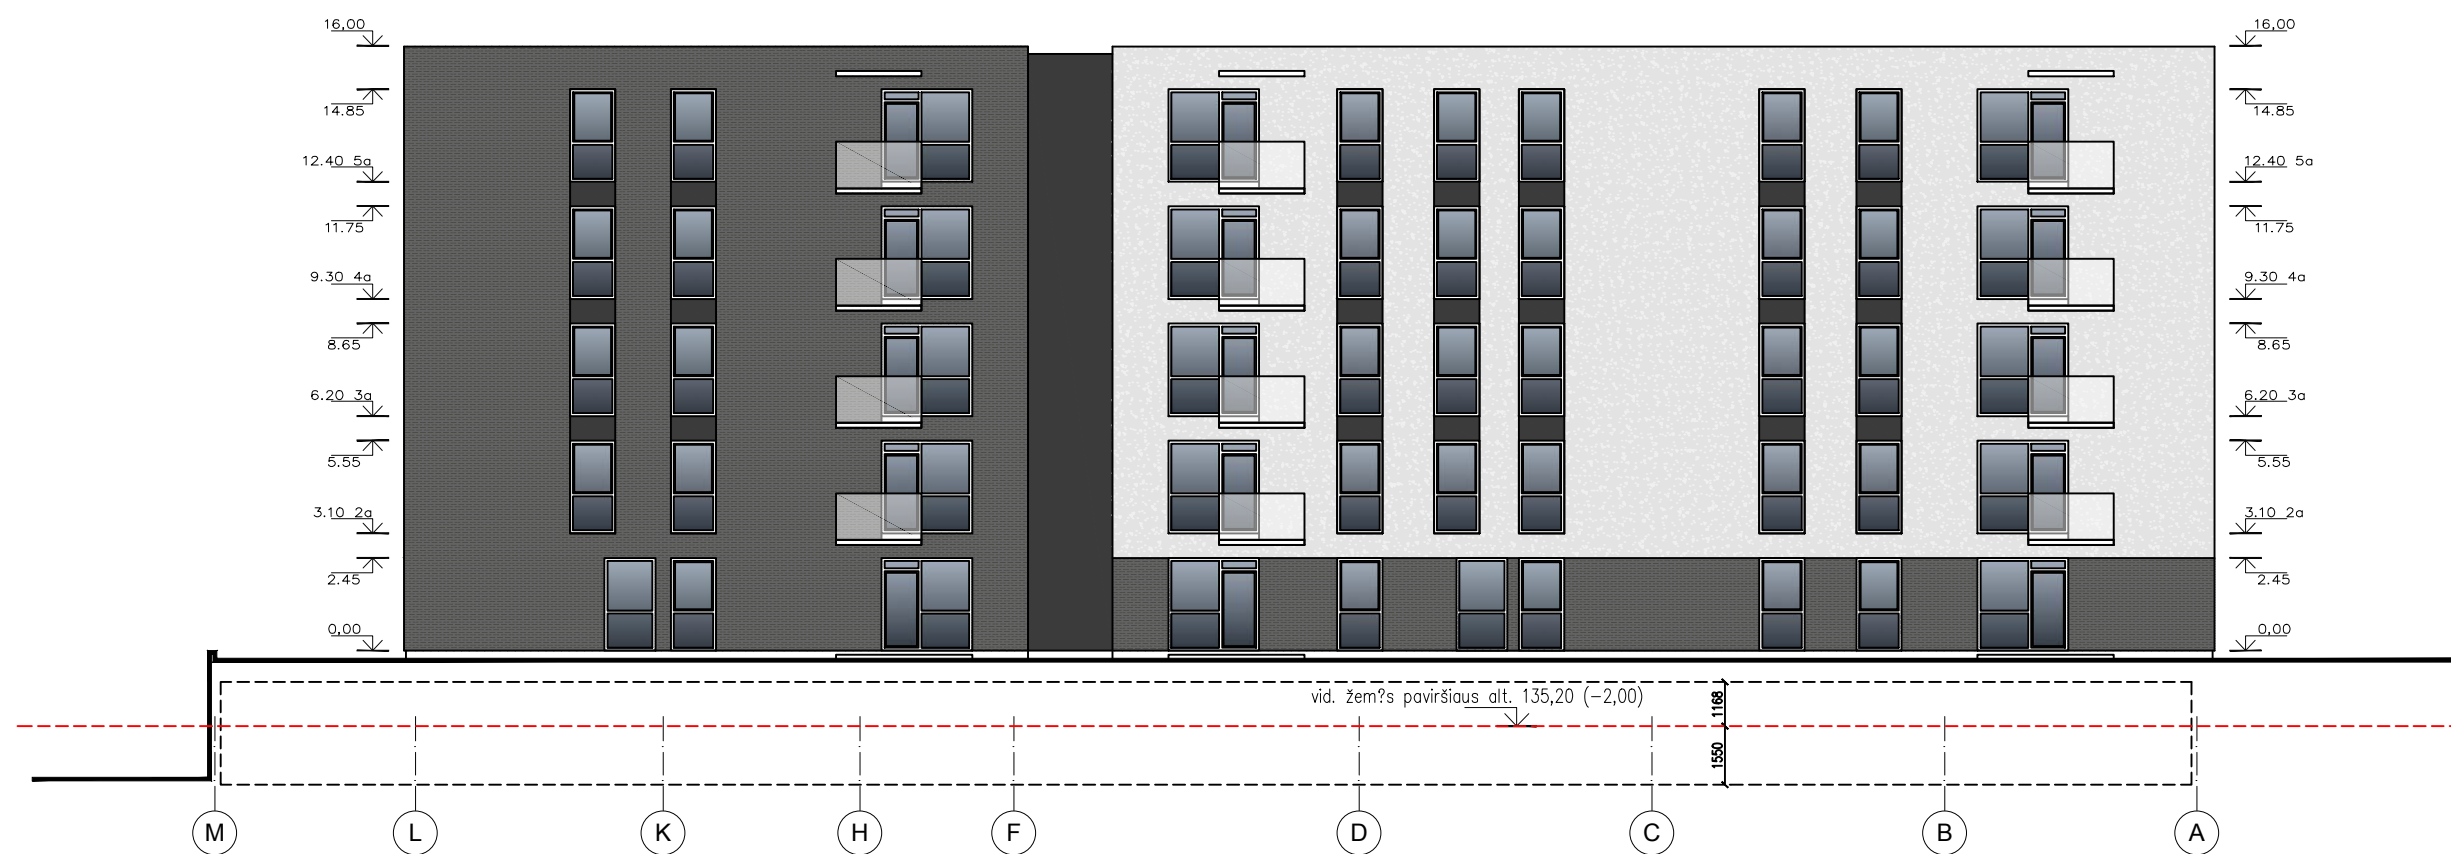 16,00
16,00
14.85
14.85
12.40 5a
12.40 5a
11.75
11.75
9.30 4a
9.30 4a
8.65
8.65
6.20 3a
6.20 3a
5.55
5.55
3.10 2a
3.10 2a
2.45
2.45
0,00
0,00
vid. žem?s paviršiaus alt. 135,20 (-2,00)
1168
1550
M L K H F D C B A